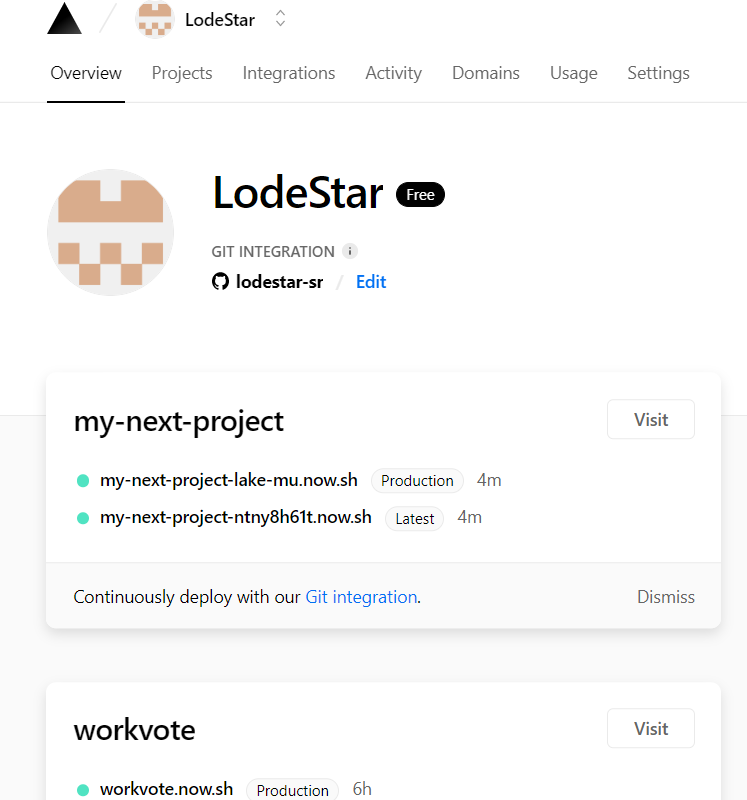 LodeStar
Overview Projects Integrations Activity Domains Usage Settings
LodeStar Free
GIT INTEGRATION i
lodestar-sr / Edit
my-next-project Visit
my-next-project-lake-mu.now.sh Production 4m
my-next-project-ntny8h61t.now.sh Latest 4m
Continuously deploy with our Git integration. Dismiss
workvote Visit
workvote.now.sh Production 6h